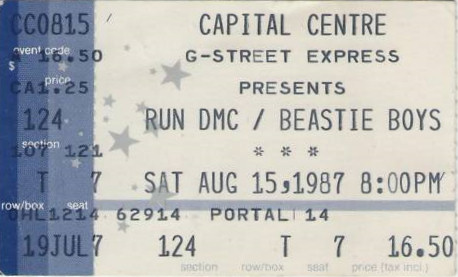 CC0815 CAPITAL CENTRE
event code
$ 16.50 G-STREET EXPRESS
price
CA1.25 PRESENTS
124 RUN DMC / BEASTIE BOYS
section
121 * * *
T 7 SAT AUG 15,1987 8:00PM
row/box seat
62914 PORTAL 14
19JUL7 124 T 7 16.50
section row/box seat price (tax incl.)